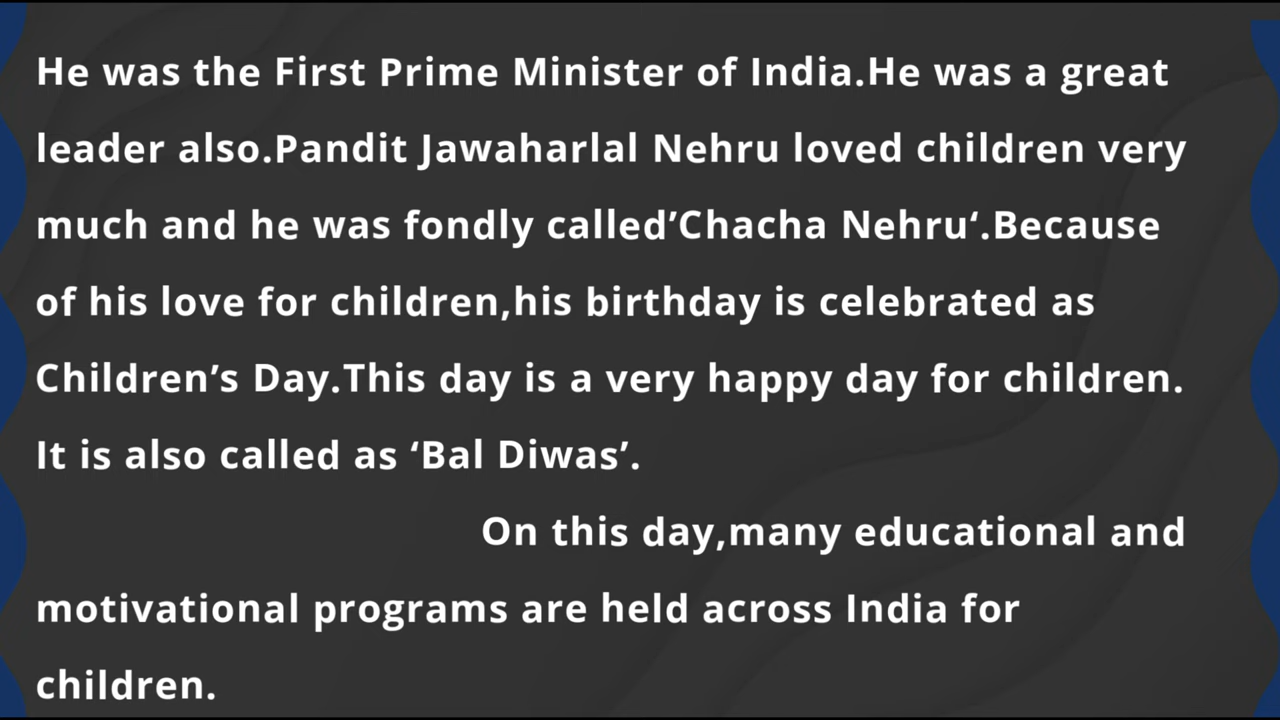 He was the First Prime Minister of India.He was a great
leader also.Pandit Jawaharlal Nehru loved children very
much and he was fondly called’Chacha Nehru‘.Because
of his love for children,his birthday is celebrated as
Children’s Day.This day is a very happy day for children.
It is also called as ‘Bal Diwas’.
On this day,many educational and
motivational programs are held across India for
children.